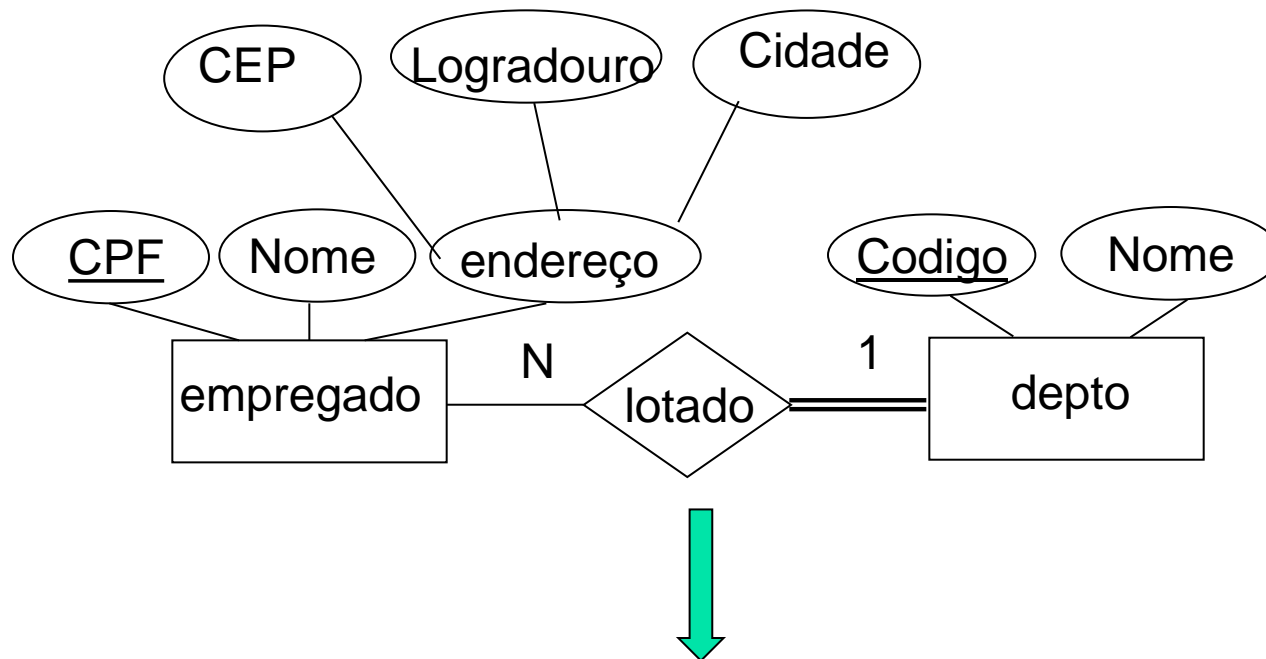 CEP
Logradouro
Cidade
CPF
Nome
endereço
Codigo
Nome
empregado
N
lotado
1
depto